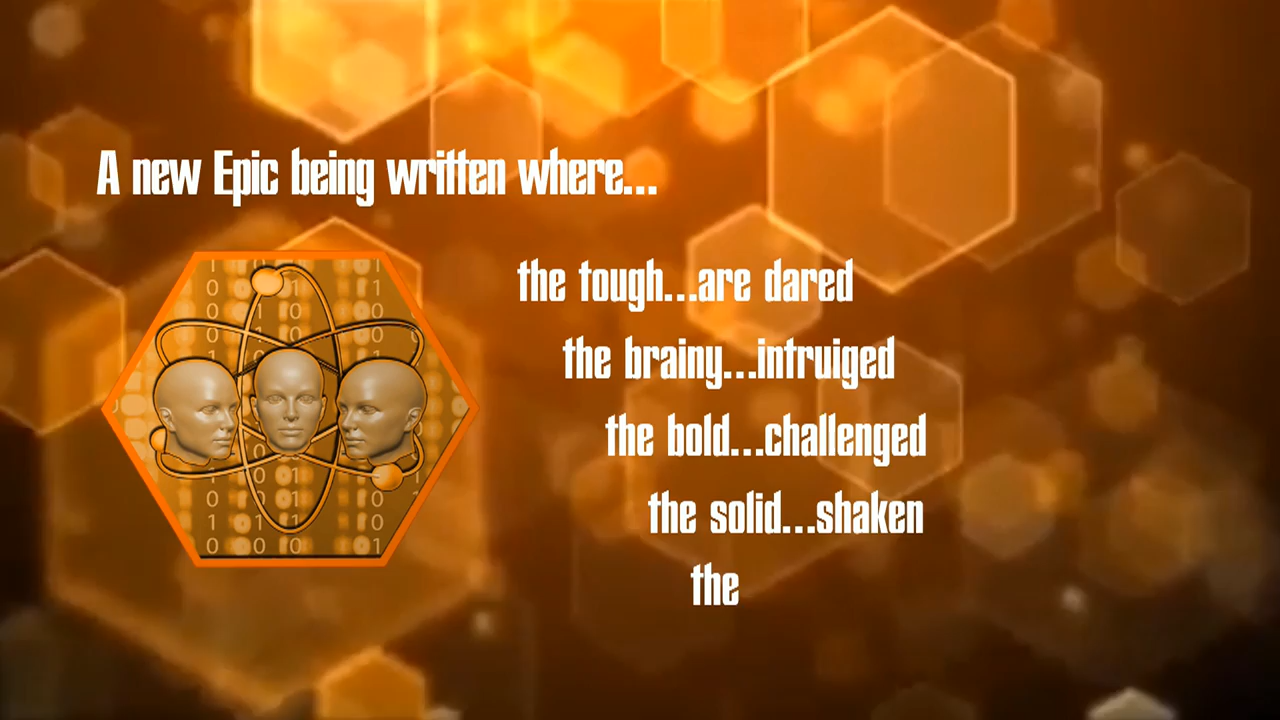 A new Epic being written where...
the tough...are dared
the brainy...intruiged
the bold...challenged
the solid...shaken
the